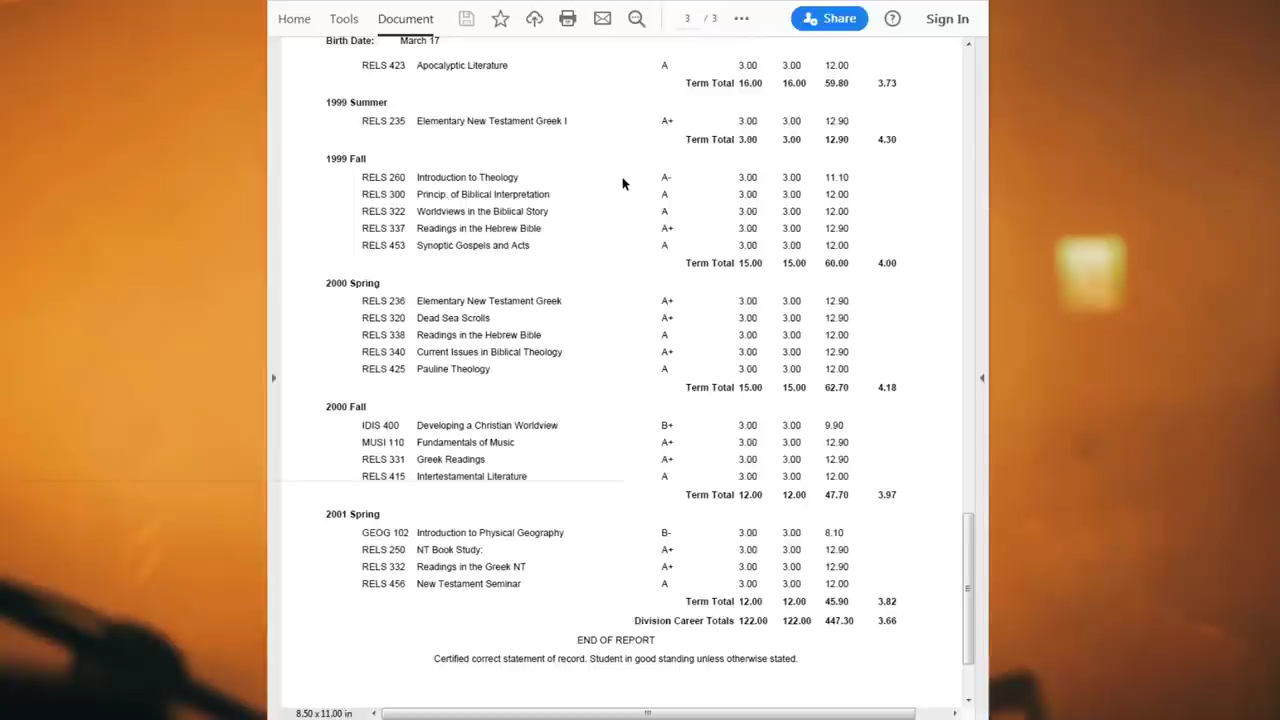 Home Tools Document 3 / 3 ••• Share ? Sign In
Birth Date: March 17
RELS 423 Apocalyptic Literature A 3.00 3.00 12.00
Term Total 16.00 16.00 59.80 3.73
1999 Summer
RELS 235 Elementary New Testament Greek I A+ 3.00 3.00 12.90
Term Total 3.00 3.00 12.90 4.30
1999 Fall
RELS 260 Introduction to Theology A- 3.00 3.00 11.10
RELS 300 Princip. of Biblical Interpretation A 3.00 3.00 12.00
RELS 322 Worldviews in the Biblical Story A 3.00 3.00 12.00
RELS 337 Readings in the Hebrew Bible A+ 3.00 3.00 12.90
RELS 453 Synoptic Gospels and Acts A 3.00 3.00 12.00
Term Total 15.00 15.00 60.00 4.00
2000 Spring
RELS 236 Elementary New Testament Greek A+ 3.00 3.00 12.90
RELS 320 Dead Sea Scrolls A+ 3.00 3.00 12.90
RELS 338 Readings in the Hebrew Bible A 3.00 3.00 12.00
RELS 340 Current Issues in Biblical Theology A+ 3.00 3.00 12.90
RELS 425 Pauline Theology A 3.00 3.00 12.00
Term Total 15.00 15.00 62.70 4.18
2000 Fall
IDIS 400 Developing a Christian Worldview B+ 3.00 3.00 9.90
MUSI 110 Fundamentals of Music A+ 3.00 3.00 12.90
RELS 331 Greek Readings A+ 3.00 3.00 12.90
RELS 415 Intertestamental Literature A 3.00 3.00 12.00
Term Total 12.00 12.00 47.70 3.97
2001 Spring
GEOG 102 Introduction to Physical Geography B- 3.00 3.00 8.10
RELS 250 NT Book Study: A+ 3.00 3.00 12.90
RELS 332 Readings in the Greek NT A+ 3.00 3.00 12.90
RELS 456 New Testament Seminar A 3.00 3.00 12.00
Term Total 12.00 12.00 45.90 3.82
Division Career Totals 122.00 122.00 447.30 3.66
END OF REPORT
Certified correct statement of record. Student in good standing unless otherwise stated.
8.50 x 11.00 in